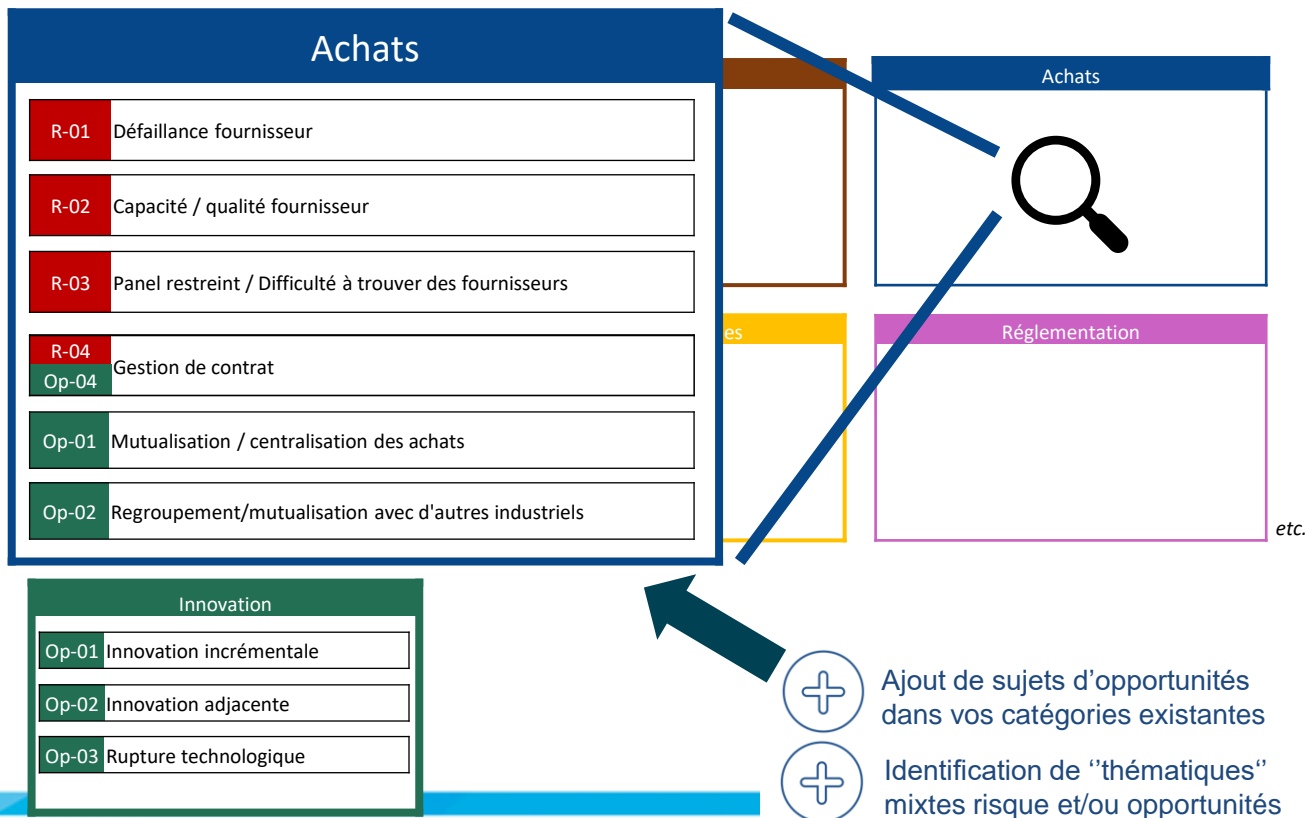 Achats
R-01 Défaillance fournisseur
R-02 Capacité / qualité fournisseur
R-03 Panel restreint / Difficulté à trouver des fournisseurs
R-04
Op-04
Gestion de contrat
Op-01 Mutualisation / centralisation des achats
Op-02 Regroupement/mutualisation avec d'autres industriels
Achats
es
Réglementation
etc.
Innovation
Op-01 Innovation incrémentale
Op-02 Innovation adjacente
Op-03 Rupture technologique
Ajout de sujets d’opportunités
dans vos catégories existantes
Identification de ‘’thématiques‘’
mixtes risque et/ou opportunités